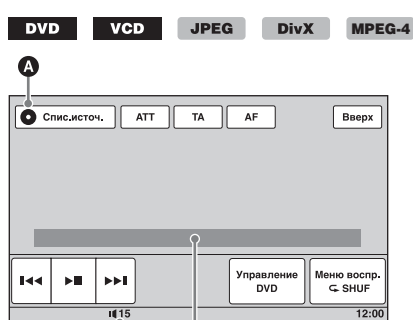 DVD VCD JPEG DivX MPEG-4
A
Спис.источ. ATT TA AF Вверх
Управление DVD
Меню воспр. SHUF
15 12:00